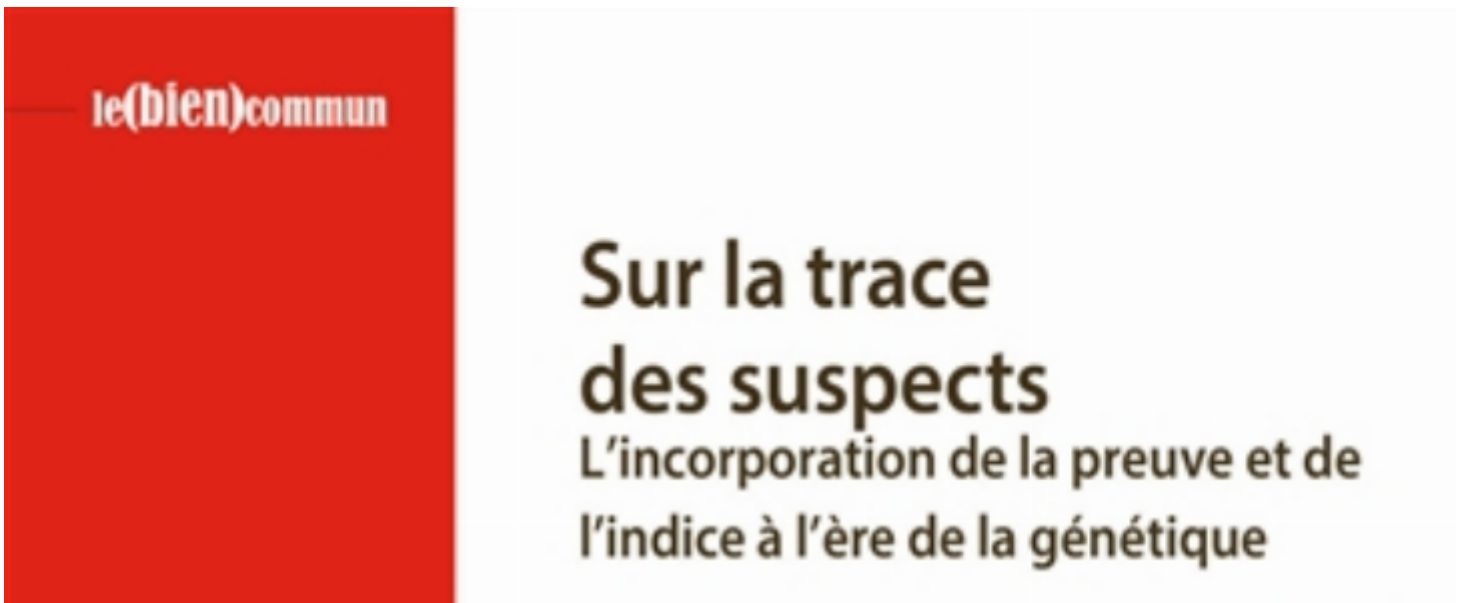 le(bien)commun
Sur la trace
des suspects
L'incorporation de la preuve et de
l'indice à l'ère de la génétique